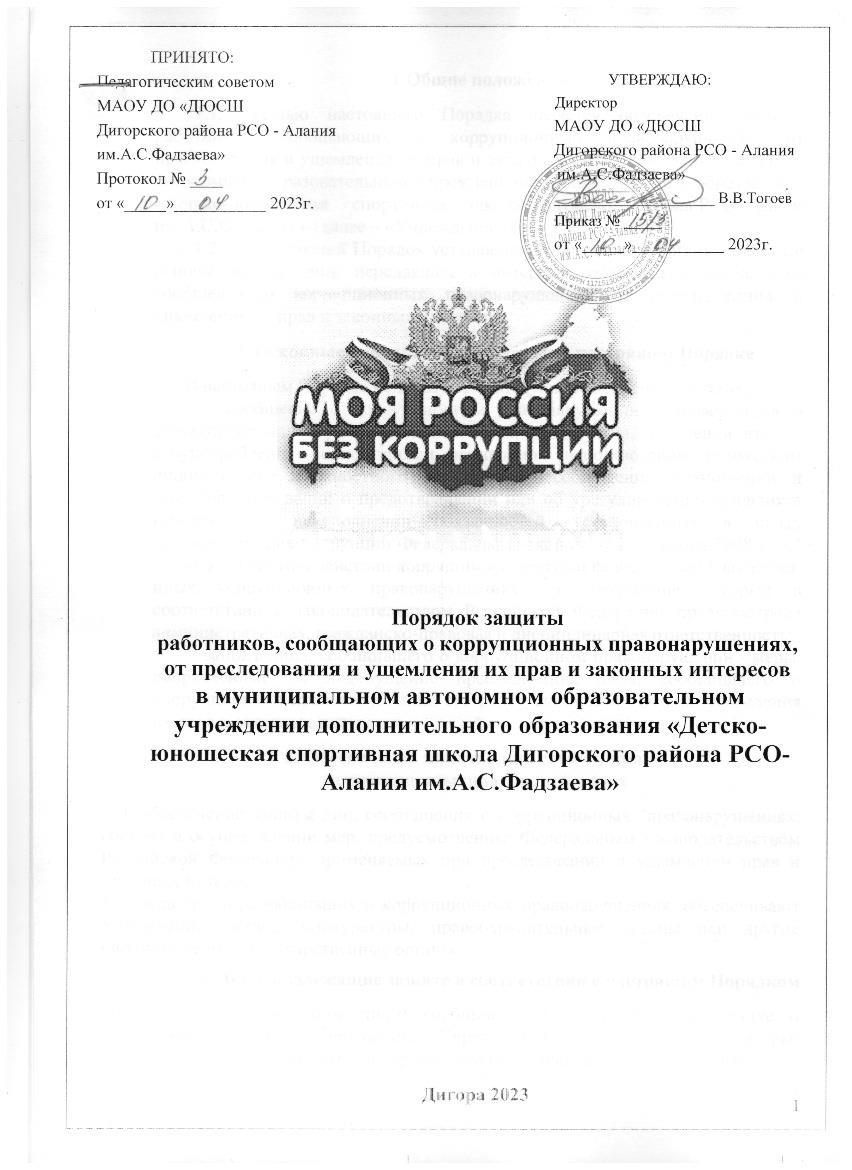 ПРИНЯТО:
Педагогическим советом
МАОУ ДО «ДЮСШ
Дигорского района РСО - Алания
им.А.С.Фадзаева»
Протокол № 3
от « 10 » 04 2023г.
УТВЕРЖДАЮ:
Директор
МАОУ ДО «ДЮСШ
Дигорского района РСО - Алания
им.А.С.Фадзаева»
В.В.Тогоев
Приказ № 15/3
от « 10 » 04 2023г.
МОЯ РОССИЯ
БЕЗ КОРРУПЦИИ
Порядок защиты
работников, сообщающих о коррупционных правонарушениях,
от преследования и ущемления их прав и законных интересов
в муниципальном автономном образовательном
учреждении дополнительного образования «Детско-
юношеская спортивная школа Дигорского района РСО-
Алания им.А.С.Фадзаева»
Дигора 2023
1